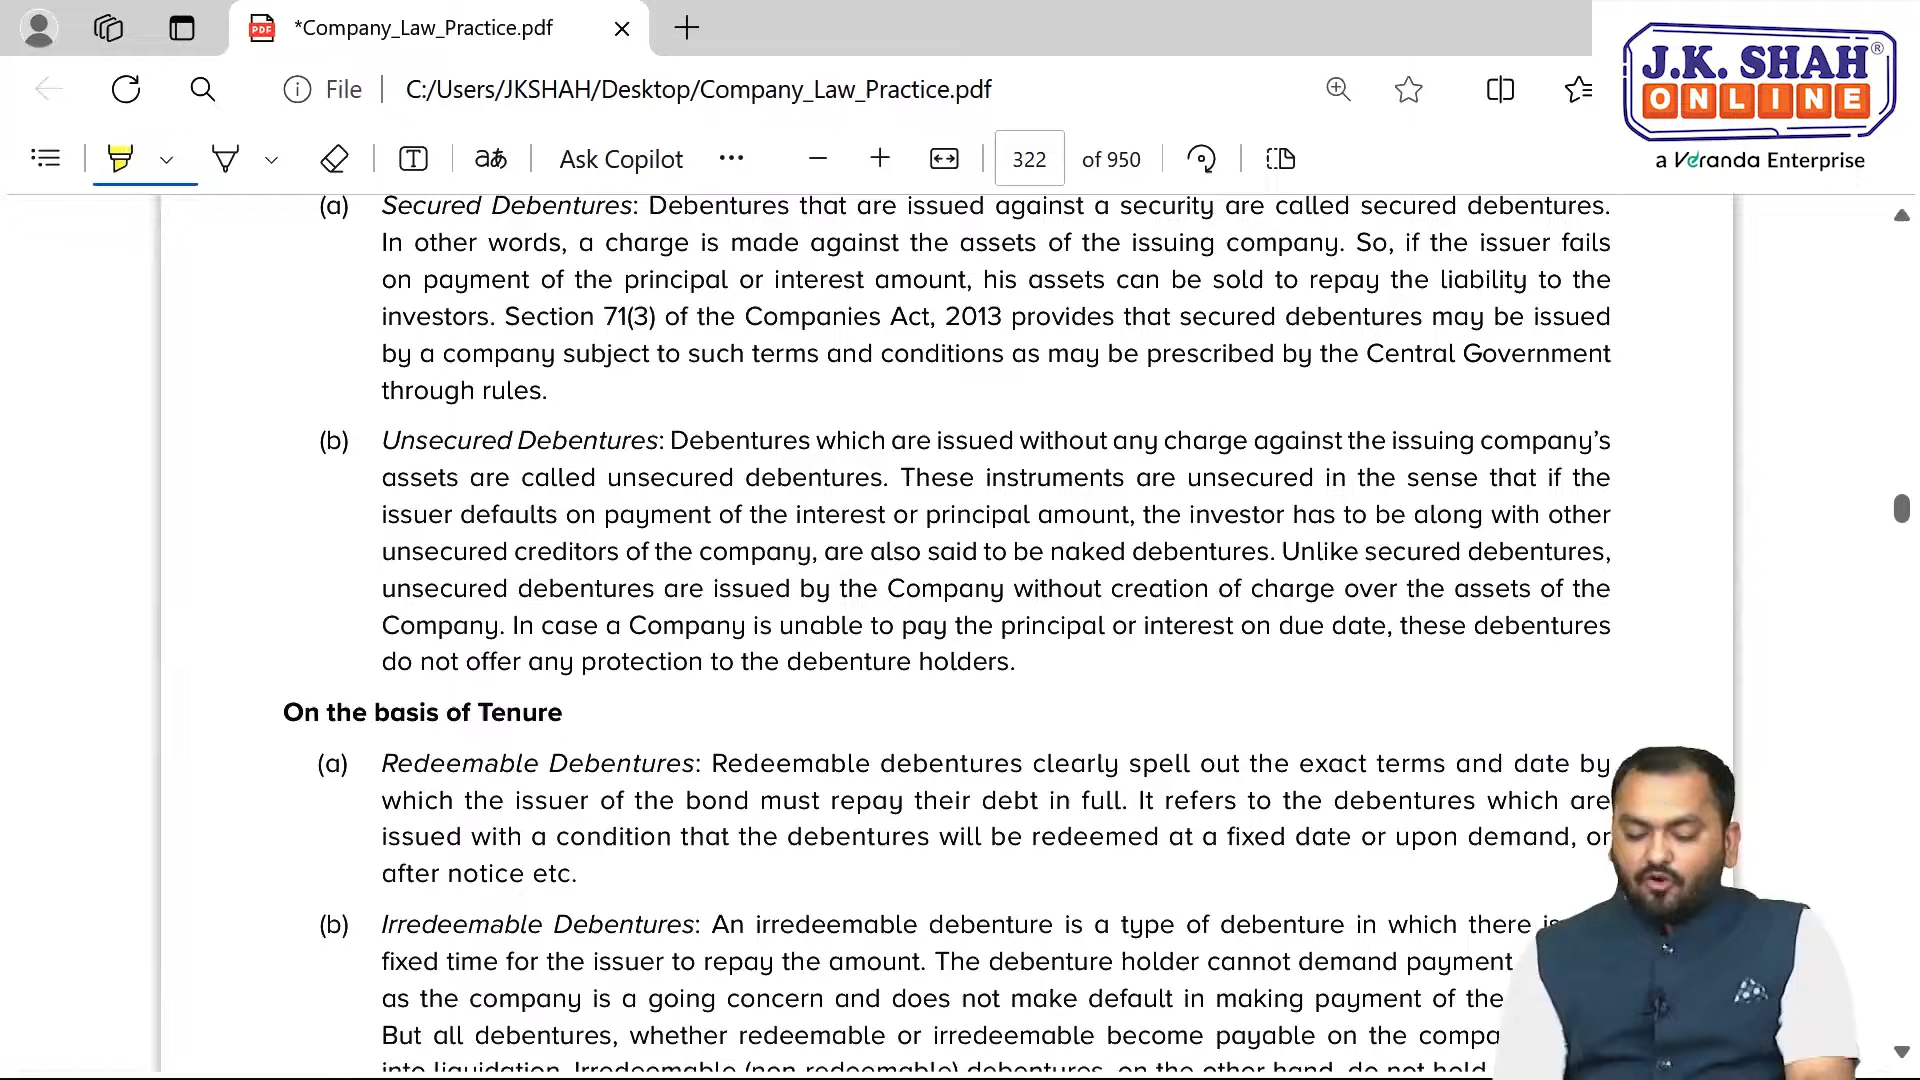 *Company_Law_Practice.pdf
File
C:/Users/JKSHAH/Desktop/Company_Law_Practice.pdf
J.K. SHAH®
ONLINE
a Veranda Enterprise
Ask Copilot
322 of 950
(a) Secured Debentures: Debentures that are issued against a security are called secured debentures.
In other words, a charge is made against the assets of the issuing company. So, if the issuer fails
on payment of the principal or interest amount, his assets can be sold to repay the liability to the
investors. Section 71(3) of the Companies Act, 2013 provides that secured debentures may be issued
by a company subject to such terms and conditions as may be prescribed by the Central Government
through rules.
(b) Unsecured Debentures: Debentures which are issued without any charge against the issuing company's
assets are called unsecured debentures. These instruments are unsecured in the sense that if the
issuer defaults on payment of the interest or principal amount, the investor has to be along with other
unsecured creditors of the company, are also said to be naked debentures. Unlike secured debentures,
unsecured debentures are issued by the Company without creation of charge over the assets of the
Company. In case a Company is unable to pay the principal or interest on due date, these debentures
do not offer any protection to the debenture holders.
On the basis of Tenure
(a) Redeemable Debentures: Redeemable debentures clearly spell out the exact terms and date by
which the issuer of the bond must repay their debt in full. It refers to the debentures which are
issued with a condition that the debentures will be redeemed at a fixed date or upon demand, or
after notice etc.
(b) Irredeemable Debentures: An irredeemable debenture is a type of debenture in which there
fixed time for the issuer to repay the amount. The debenture holder cannot demand payment
as the company is a going concern and does not make default in making payment of the
But all debentures, whether redeemable or irredeemable become payable on the
into liquidation. Irredeemable (non redeemable) debentures, on the other hand, do not hold